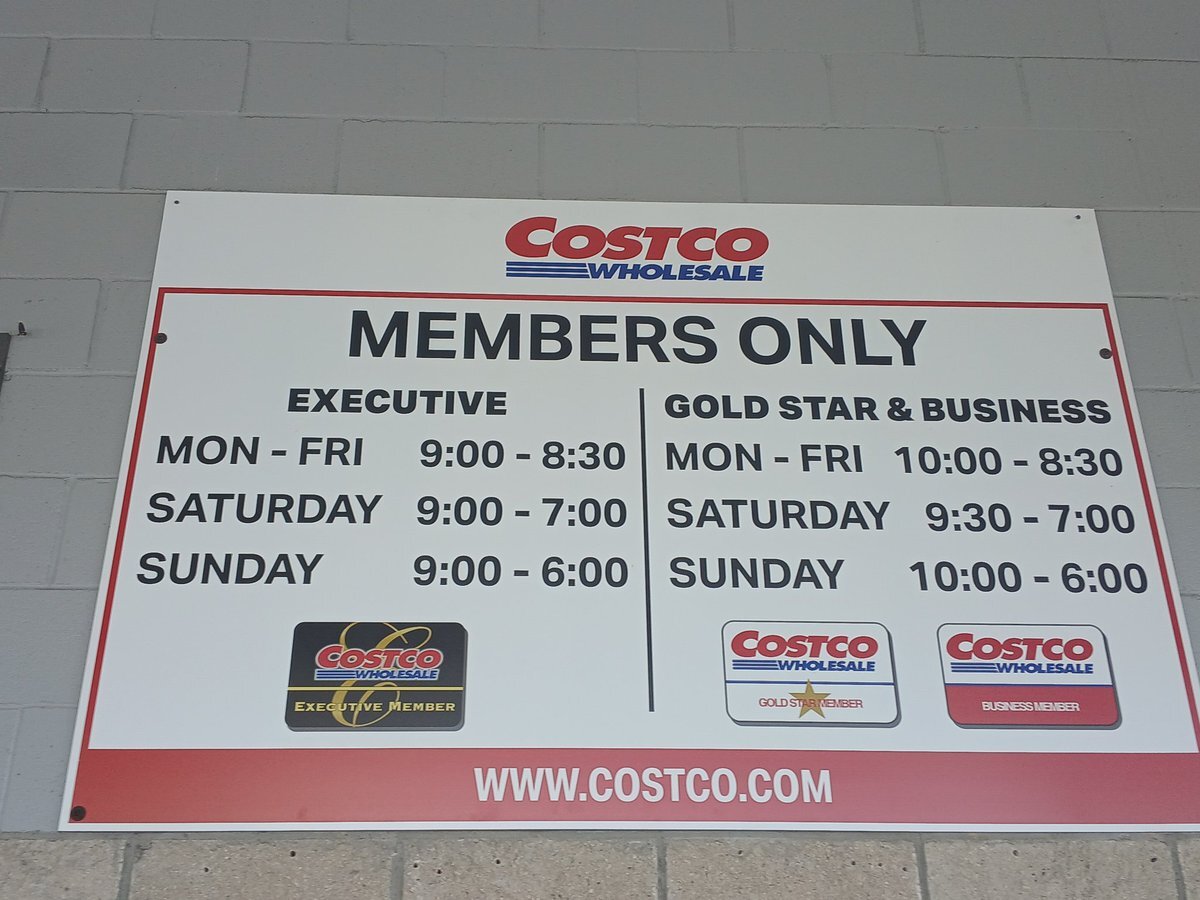 COSTCO
WHOLESALE
MEMBERS ONLY
EXECUTIVE
MON - FRI 9:00 - 8:30
SATURDAY 9:00 - 7:00
SUNDAY 9:00 - 6:00
COSTCO
WHOLESALE
EXECUTIVE MEMBER
GOLD STAR & BUSINESS
MON - FRI 10:00 - 8:30
SATURDAY 9:30 - 7:00
SUNDAY 10:00 - 6:00
COSTCO
WHOLESALE
GOLD STAR MEMBER
COSTCO
WHOLESALE
BUSINESS MEMBER
WWW.COSTCO.COM